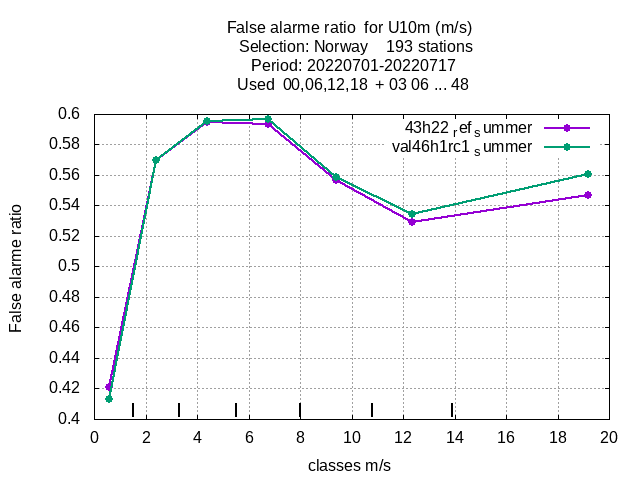 False alarme ratio  for U10m (m/s)
Selection: Norway    193 stations
Period: 20220701-20220717
Used  00,06,12,18  + 03 06 ... 48
43h22 ref summer
val46h1rc1 summer
0.6
0.58
0.56
0.54
0.52
0.5
0.48
0.46
0.44
0.42
0.4
False alarme ratio
0 2 4 6 8 10 12 14 16 18 20
classes m/s